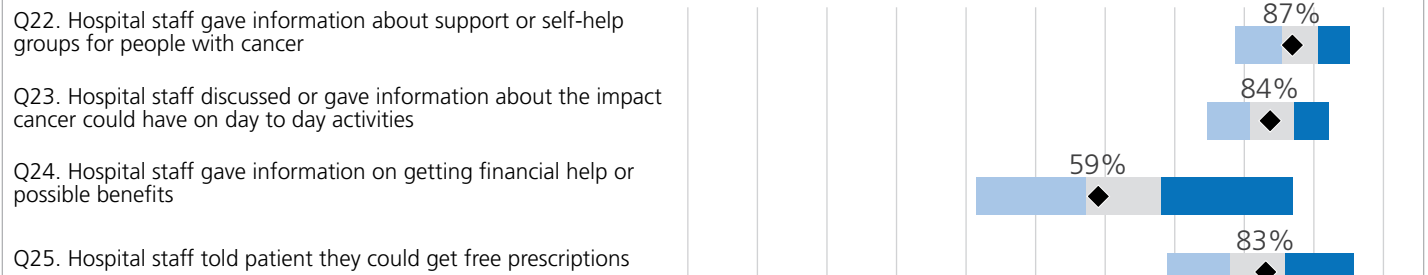 Q22. Hospital staff gave information about support or self-help
groups for people with cancer
87%
Q23. Hospital staff discussed or gave information about the impact
cancer could have on day to day activities
84%
Q24. Hospital staff gave information on getting financial help or
possible benefits
59%
Q25. Hospital staff told patient they could get free prescriptions
83%